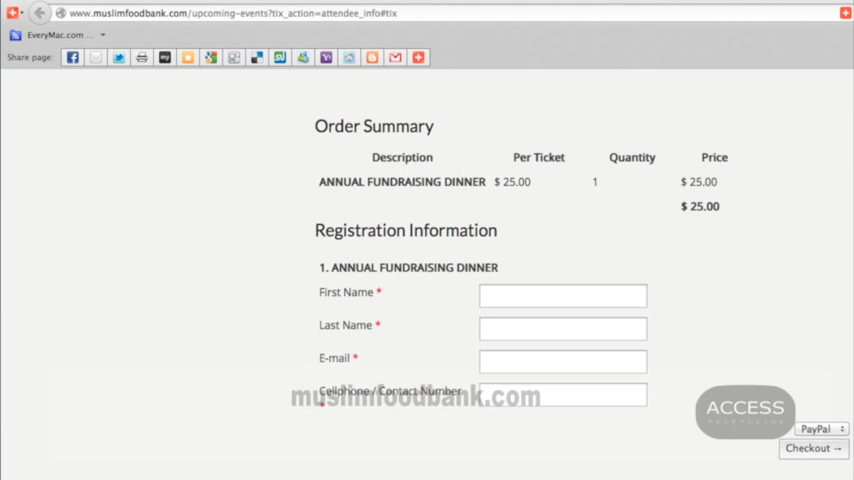 www.muslimfoodbank.com/upcoming-events?tix_action=attendee_info#tix
EveryMac.com ...
Share page:
Order Summary
Description Per Ticket Quantity Price
ANNUAL FUNDRAISING DINNER $ 25.00 1 $ 25.00
$ 25.00
Registration Information
1. ANNUAL FUNDRAISING DINNER
First Name *
Last Name *
E-mail *
Cellphone / Contact Number
*
muslimfoodbank.com
ACCESS
PayPal
Checkout →